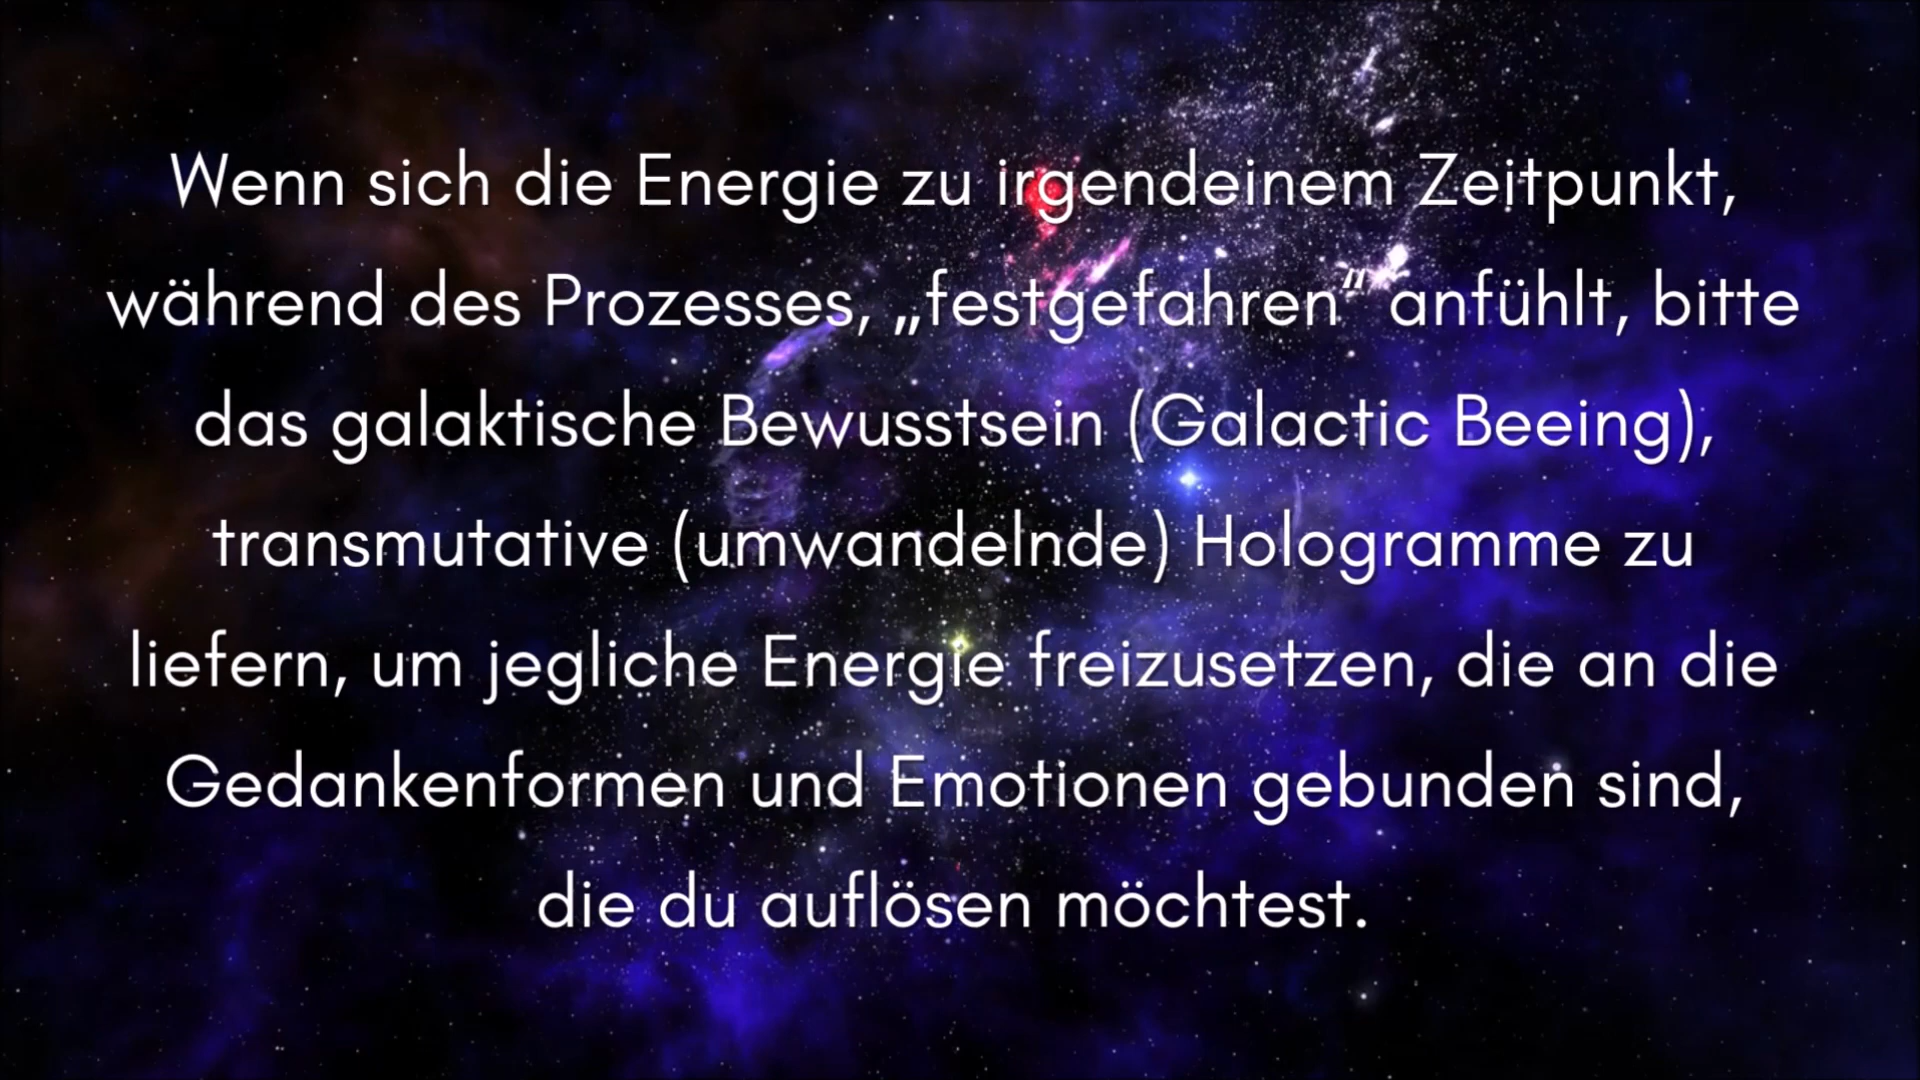 Wenn sich die Energie zu irgendeinem Zeitpunkt,
während des Prozesses, „festgefahren“ anfühlt, bitte
das galaktische Bewusstsein (Galactic Beeing),
transmutative (umwandelnde) Hologramme zu
liefern, um jegliche Energie freizusetzen, die an die
Gedankenformen und Emotionen gebunden sind,
die du auflösen möchtest.